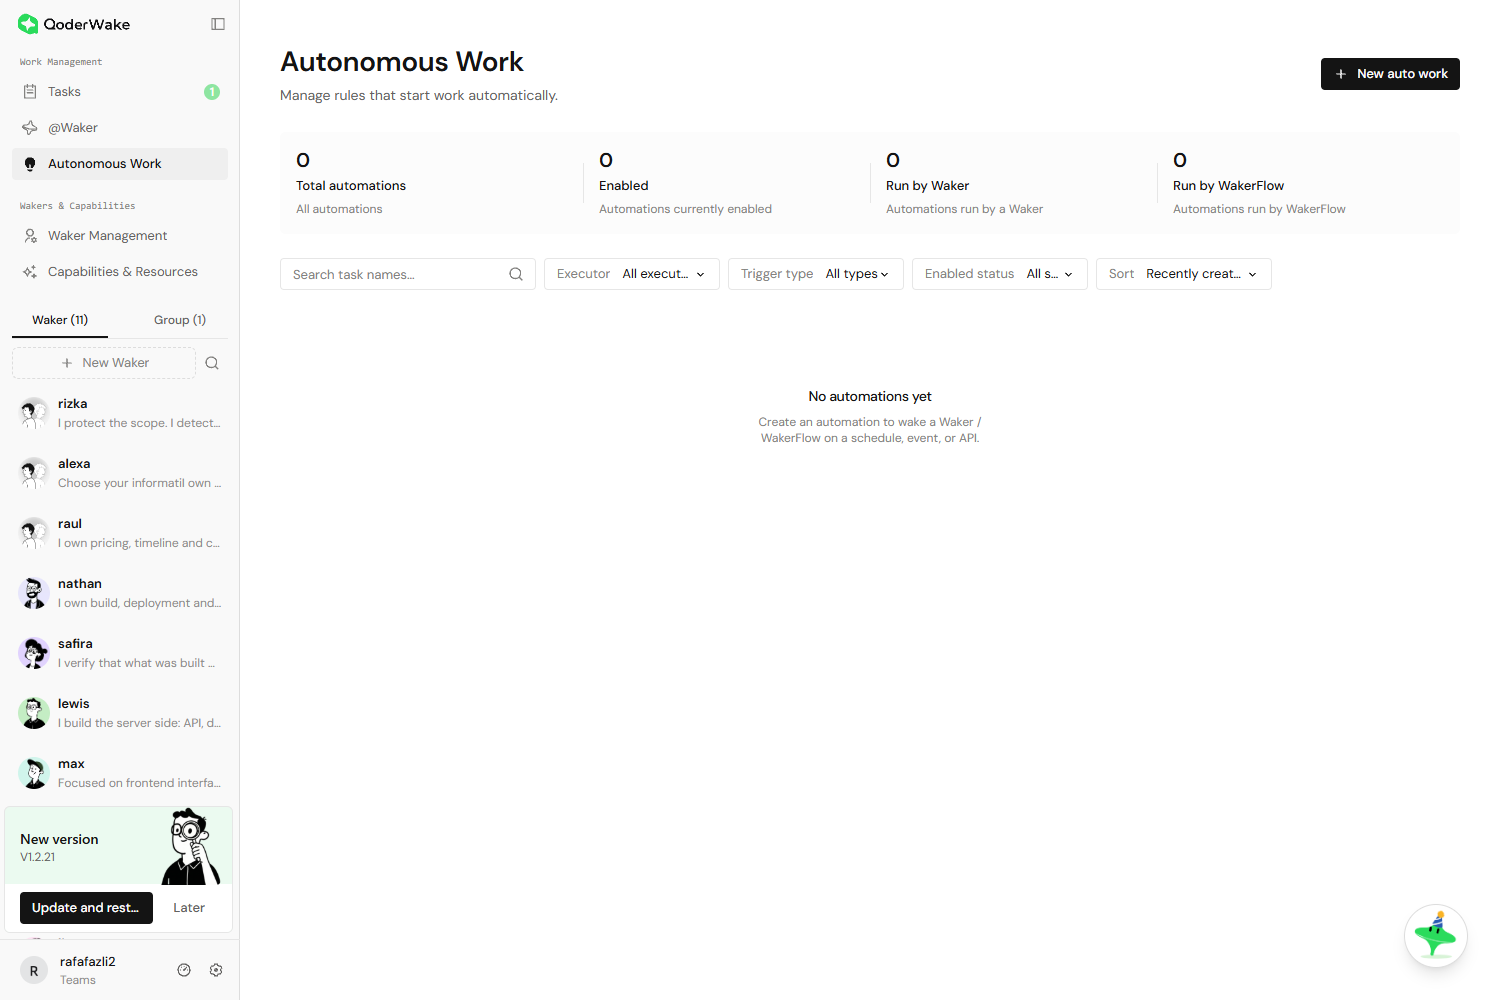 QoderWake
Work Management
Tasks
1
@Waker
Autonomous Work
Wakers & Capabilities
Waker Management
Capabilities & Resources
Waker (11)
Group (1)
New Waker
rizka
I protect the scope. I detect...
alexa
Choose your informatil own ...
raul
I own pricing, timeline and c...
nathan
I own build, deployment and...
safira
I verify that what was built ...
lewis
I build the server side: API, d...
max
Focused on frontend interfa...
New version
V1.2.21
Update and rest...
Later
R
rafafazli2
Teams
Autonomous Work
Manage rules that start work automatically.
+ New auto work
0
Total automations
All automations
0
Enabled
Automations currently enabled
0
Run by Waker
Automations run by a Waker
0
Run by WakerFlow
Automations run by WakerFlow
Search task names...
Executor All execut...
Trigger type All types
Enabled status All s...
Sort Recently creat...
No automations yet
Create an automation to wake a Waker /
WakerFlow on a schedule, event, or API.